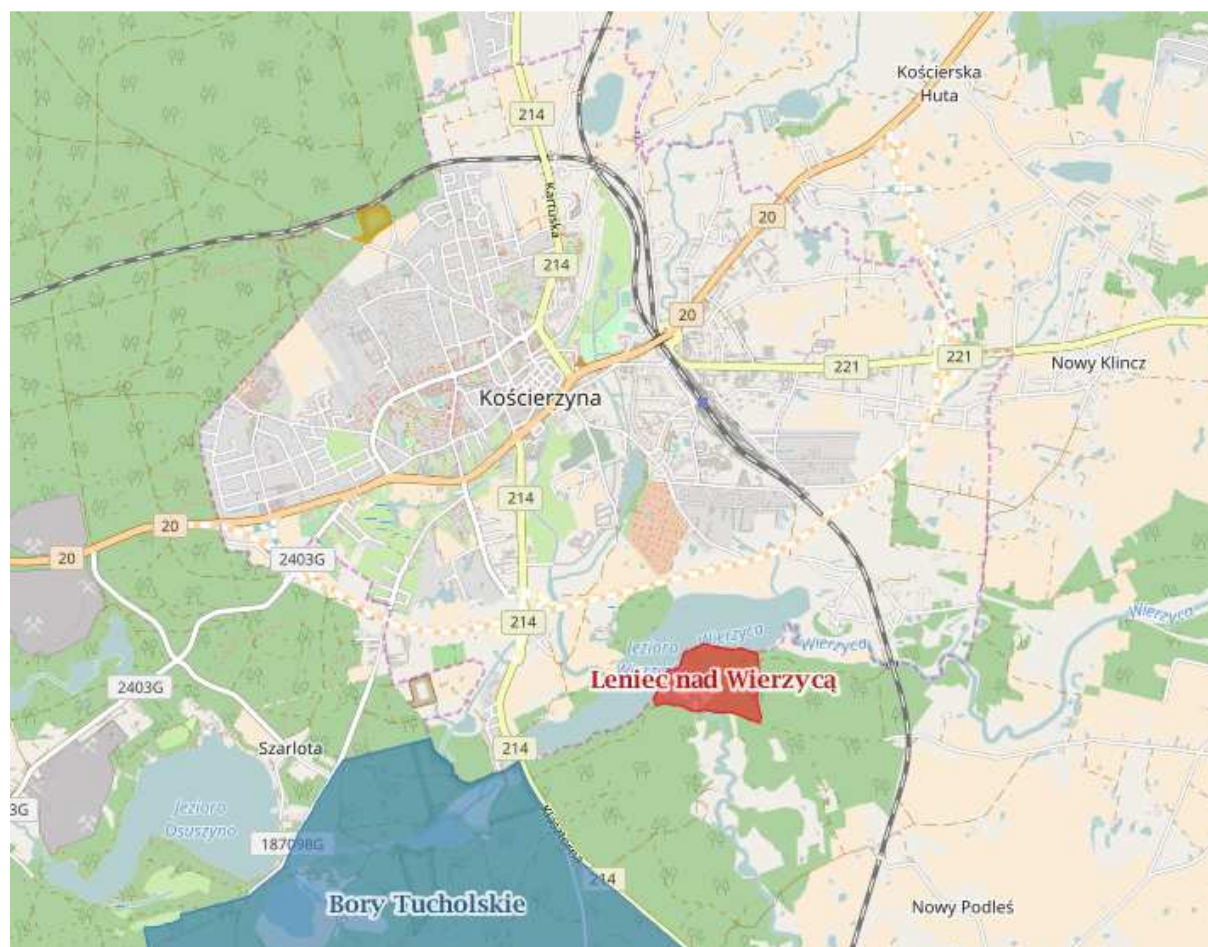 Kościerska
Huta
214
Kartuska
20
214
20
221
221
Nowy Klincz
Kościerzyna
214
20
20
2403G
Wierzyca
214
Jezioro Wierzysko
Wierzyca
Leniec nad Wierzycą
2403G
Szarlota
214
Jezioro
Osuszyno
3G
187098G
214
Bory Tucholskie
Nowy Podleś